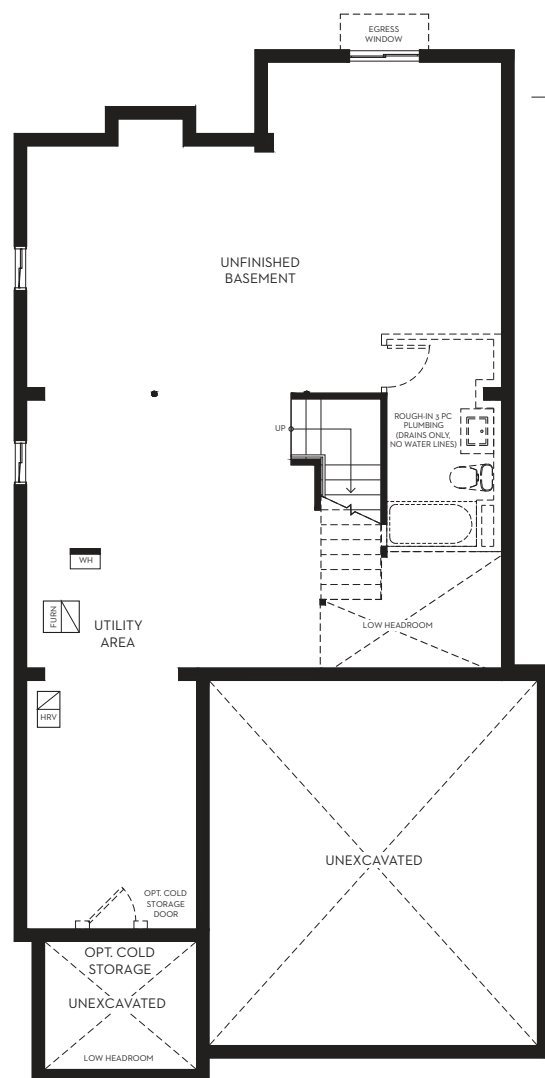 EGRESS
WINDOW
UNFINISHED
BASEMENT
ROUGH-IN 3 PC
PLUMBING
(DRAINS ONLY,
NO WATER LINES)
UP
WH
FURN
UTILITY
AREA
LOW HEADROOM
HRV
UNEXCAVATED
OPT. COLD
STORAGE
DOOR
OPT. COLD
STORAGE
UNEXCAVATED
LOW HEADROOM